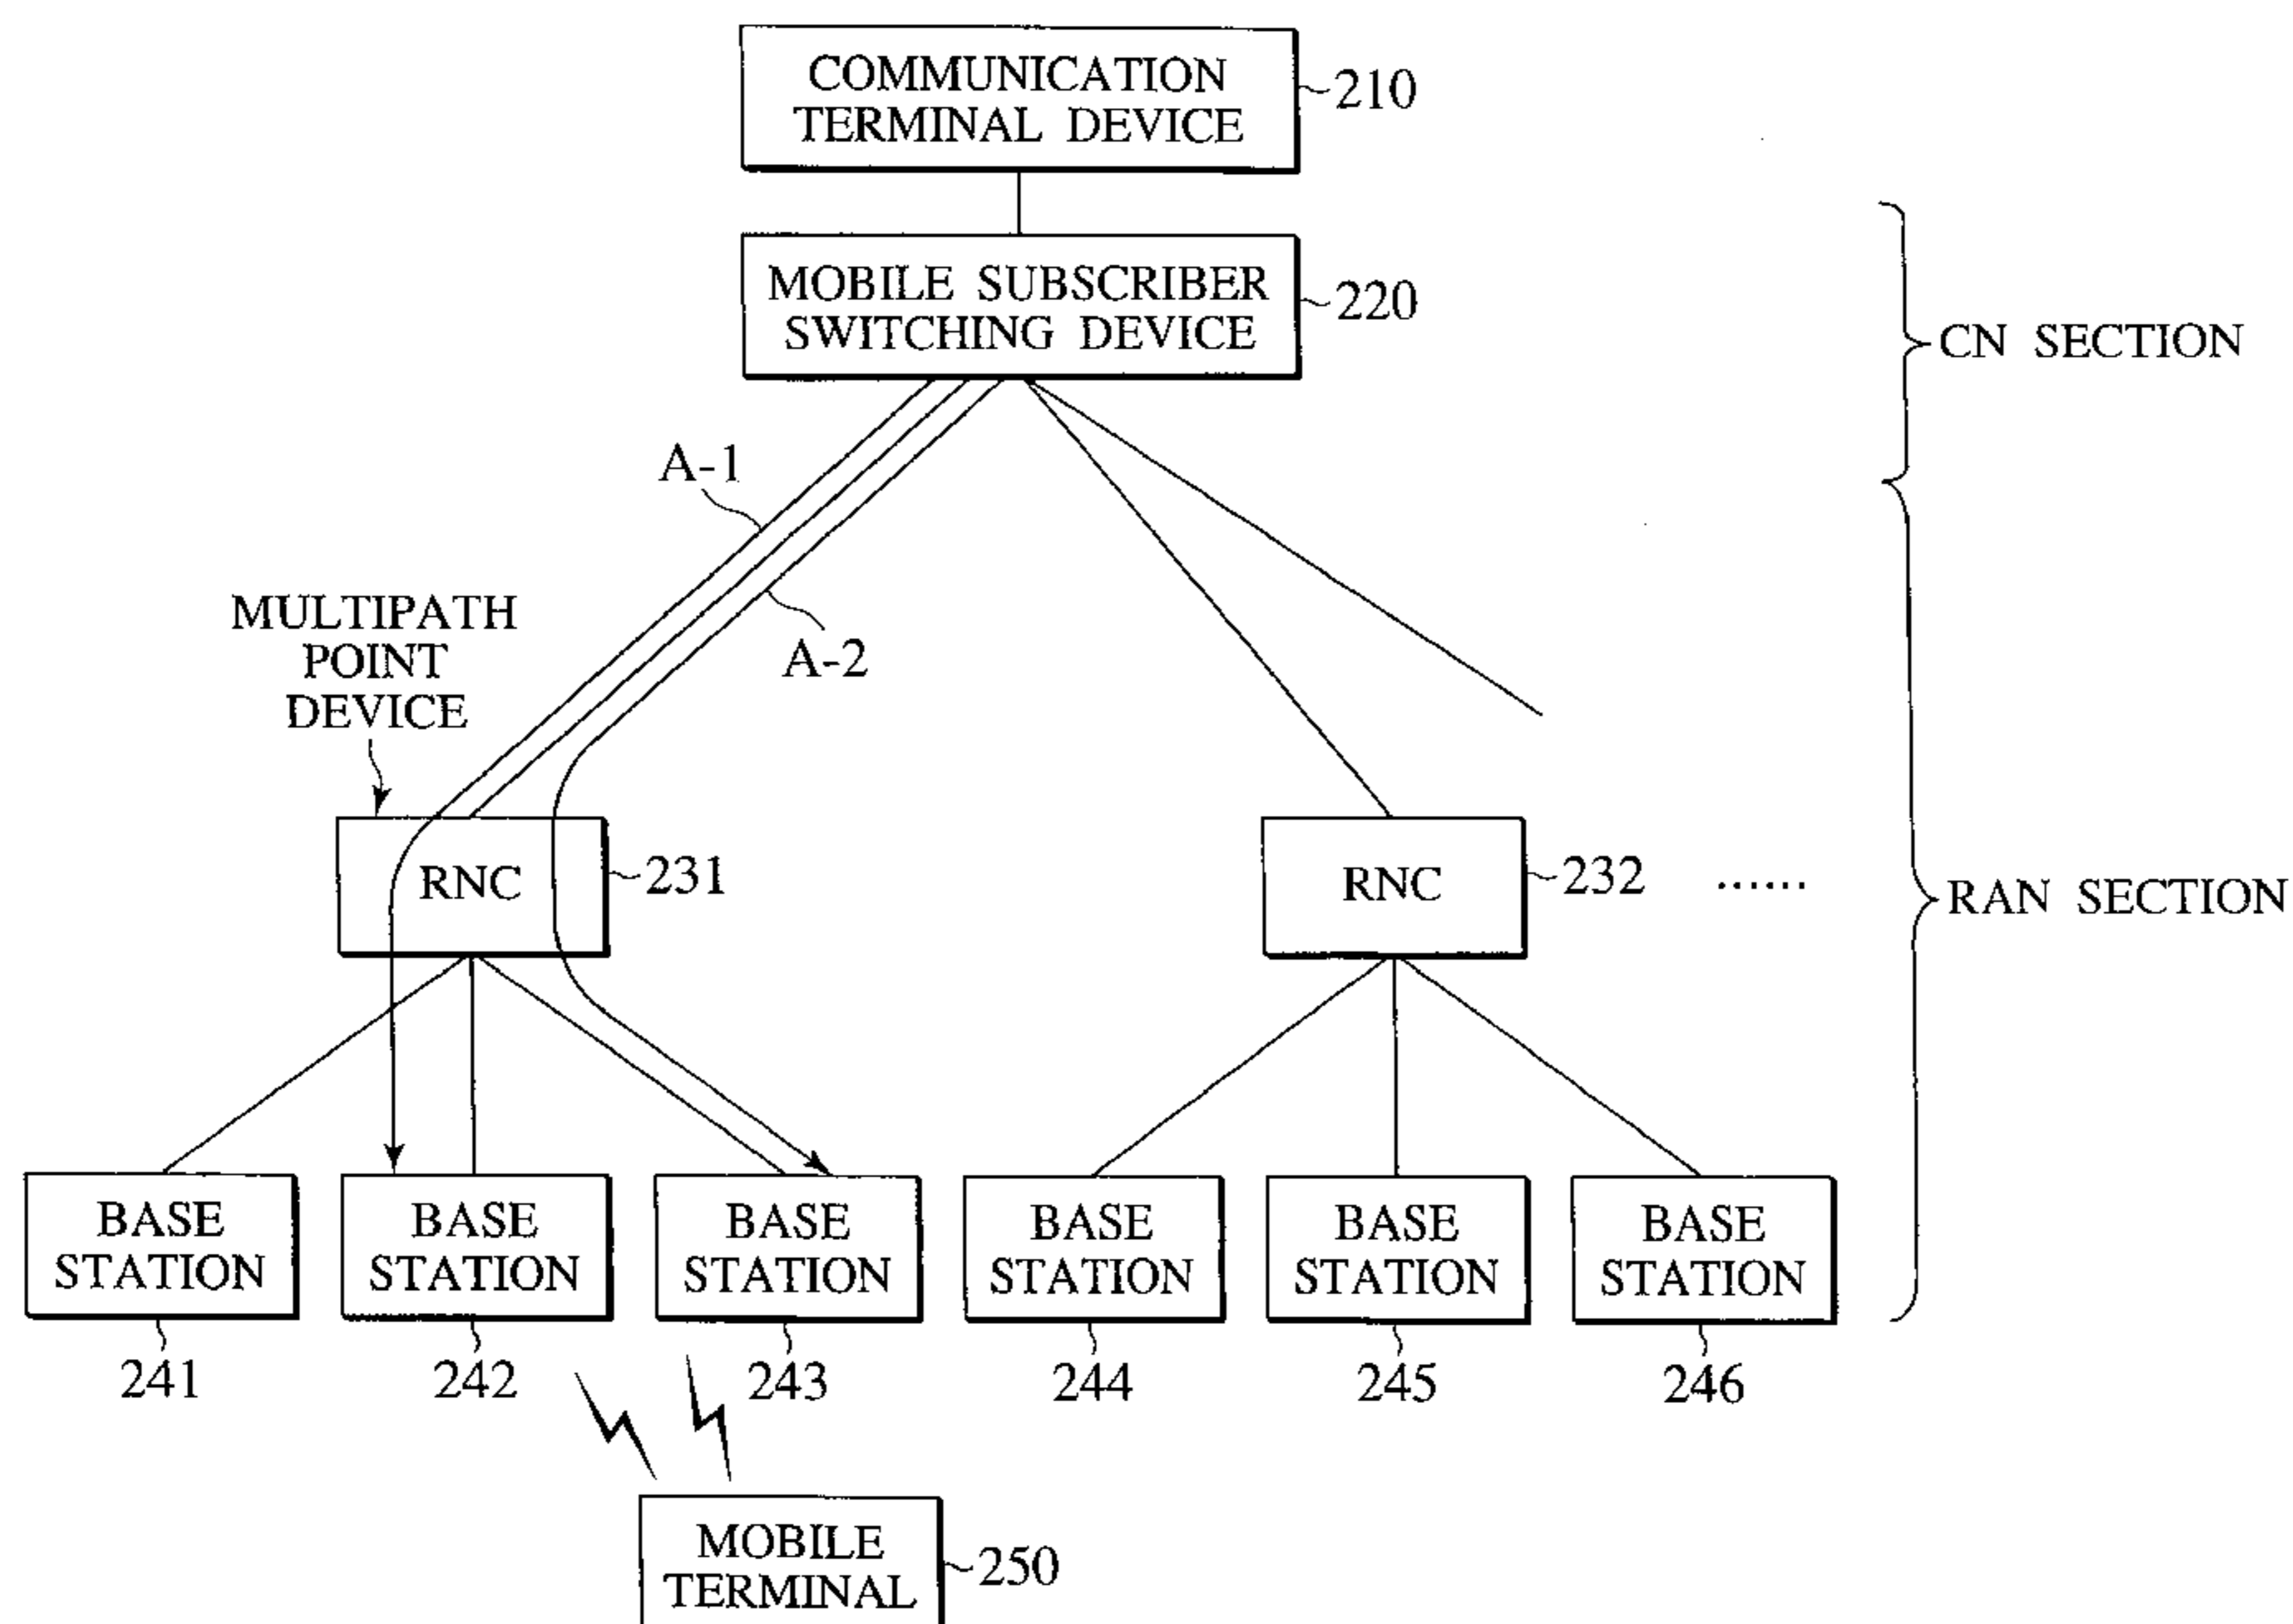 COMMUNICATION
TERMINAL DEVICE
210
MOBILE SUBSCRIBER
SWITCHING DEVICE
220
CN SECTION
A-1
A-2
MULTIPATH
POINT
DEVICE
RNC
231
RNC
232
......
RAN SECTION
BASE
STATION
241
BASE
STATION
242
BASE
STATION
243
BASE
STATION
244
BASE
STATION
245
BASE
STATION
246
MOBILE
TERMINAL
250